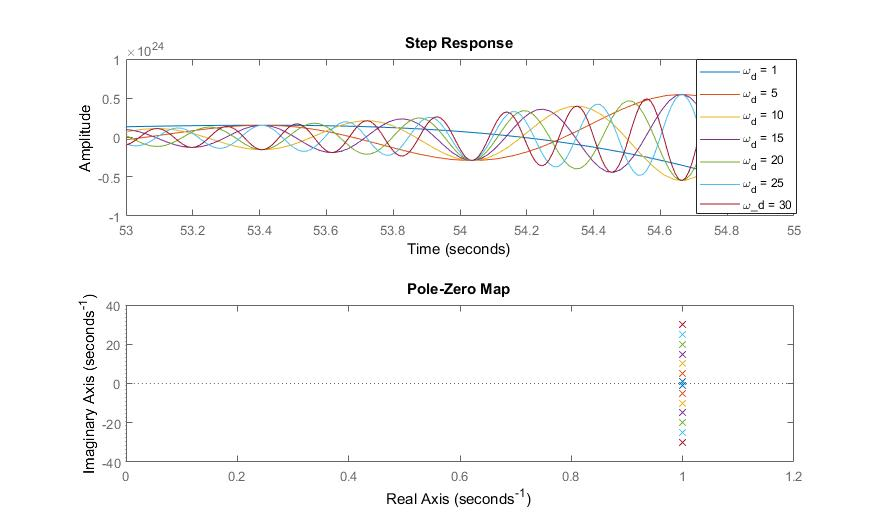 Step Response
×10^24
1
0.5
0
-0.5
-1
Amplitude
53 53.2 53.4 53.6 53.8 54 54.2 54.4 54.6 54.8 55
Time (seconds)
ω_d = 1
ω_d = 5
ω_d = 10
ω_d = 15
ω_d = 20
ω_d = 25
ω_d = 30
Pole-Zero Map
40
20
0
-20
-40
Imaginary Axis (seconds^-1)
0 0.2 0.4 0.6 0.8 1 1.2
Real Axis (seconds^-1)